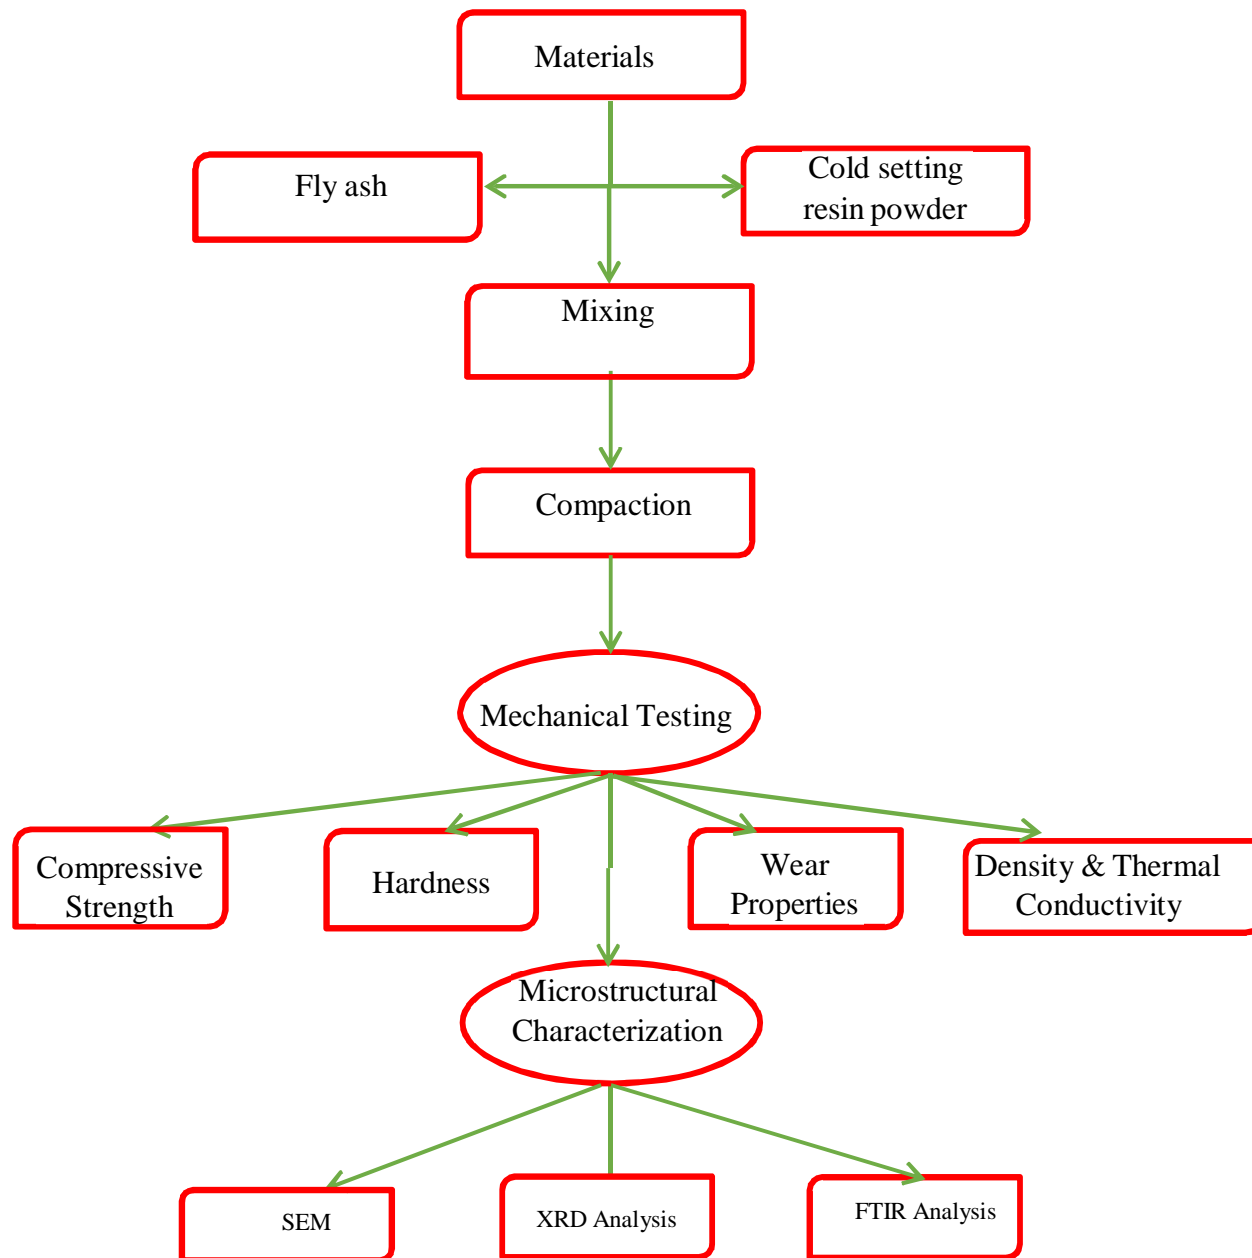 Materials
Fly ash
Cold setting
resin powder
Mixing
Compaction
Mechanical Testing
Compressive
Strength
Hardness
Wear
Properties
Density & Thermal
Conductivity
Microstructural
Characterization
SEM
XRD Analysis
FTIR Analysis